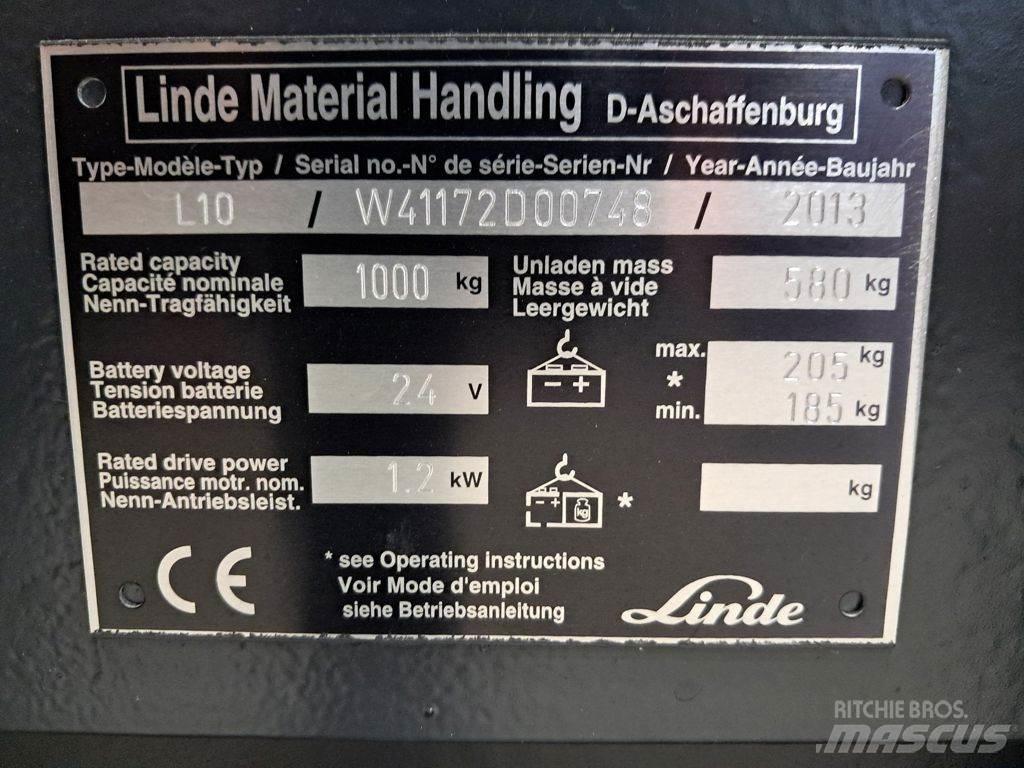 Linde Material Handling D-Aschaffenburg
Type-Modèle-Typ / Serial no.-N° de série-Serien-Nr / Year-Année-Baujahr
L10 / W41172D00748 / 2013
Rated capacity
Capacité nominale
Nenn-Tragfähigkeit
1000 kg
Unladen mass
Masse à vide
Leergewicht
580 kg
Battery voltage
Tension batterie
Batteriespannung
24 V
- +
max. 205 kg
*
min. 185 kg
Rated drive power
Puissance motr. nom.
Nenn-Antriebsleist.
1.2 kW
- + kg
*
kg
CE
* see Operating instructions
Voir Mode d'emploi
siehe Betriebsanleitung
Linde
RITCHIE BROS.
MASCUS